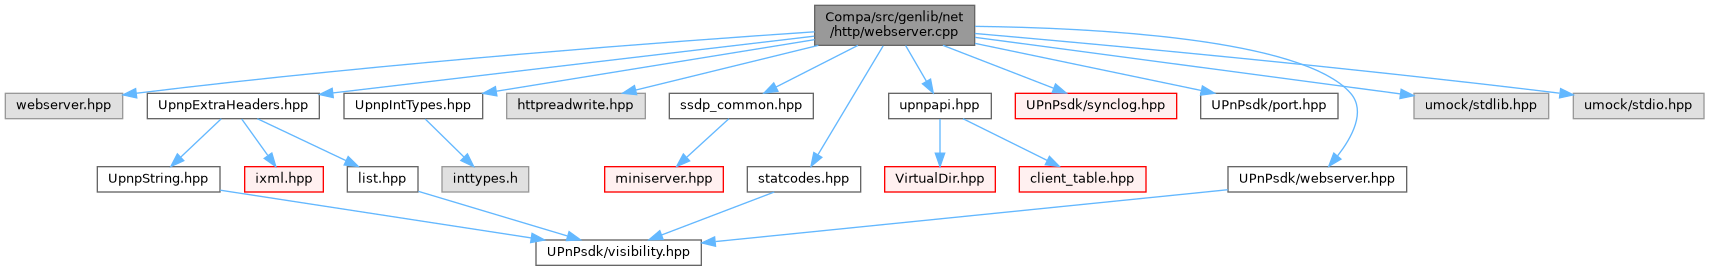 Compa/src/genlib/net
/http/webserver.cpp
webserver.hpp
UpnpExtraHeaders.hpp
UpnpIntTypes.hpp
httpreadwrite.hpp
ssdp_common.hpp
upnpapi.hpp
UPnPsdk/synclog.hpp
UPnPsdk/port.hpp
umock/stdlib.hpp
umock/stdio.hpp
UpnpString.hpp
ixml.hpp
list.hpp
inttypes.h
miniserver.hpp
statcodes.hpp
VirtualDir.hpp
client_table.hpp
UPnPsdk/webserver.hpp
UPnPsdk/visibility.hpp